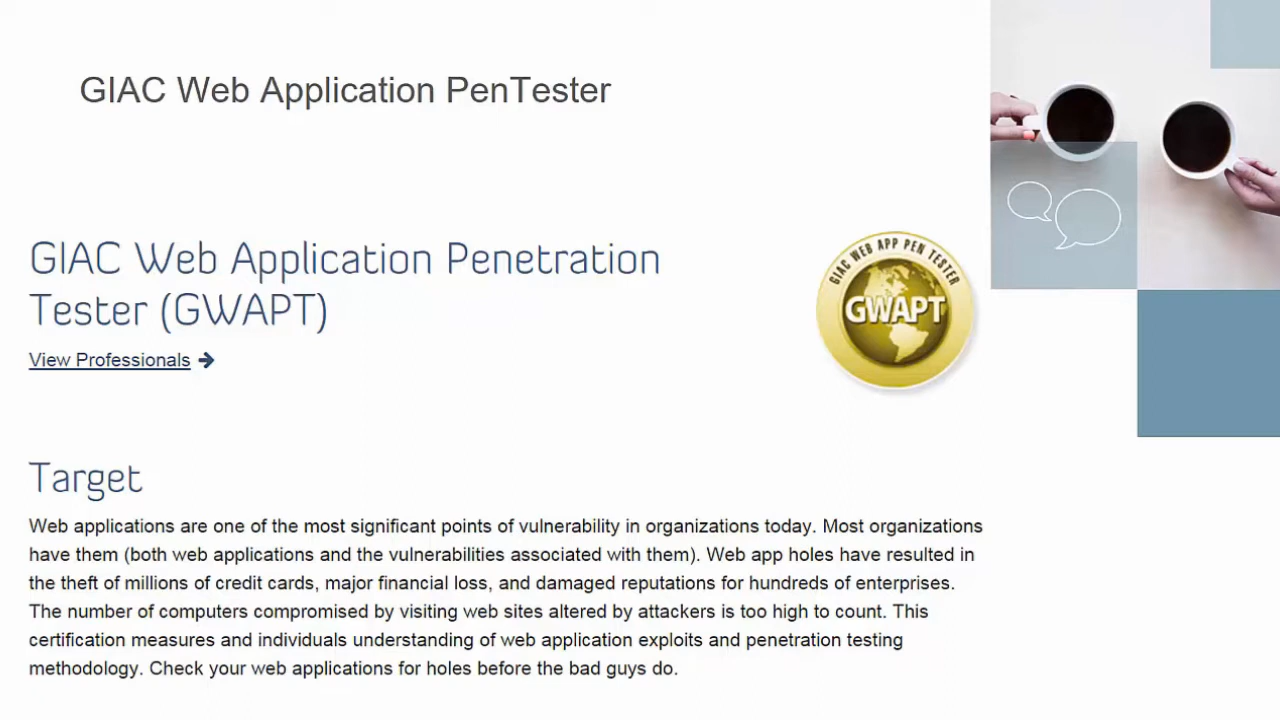 GIAC Web Application PenTester
GIAC Web Application Penetration
Tester (GWAPT)
View Professionals
GIAC WEB APP PEN TESTER
GWAPT
Target
Web applications are one of the most significant points of vulnerability in organizations today. Most organizations
have them (both web applications and the vulnerabilities associated with them). Web app holes have resulted in
the theft of millions of credit cards, major financial loss, and damaged reputations for hundreds of enterprises.
The number of computers compromised by visiting web sites altered by attackers is too high to count. This
certification measures and individuals understanding of web application exploits and penetration testing
methodology. Check your web applications for holes before the bad guys do.